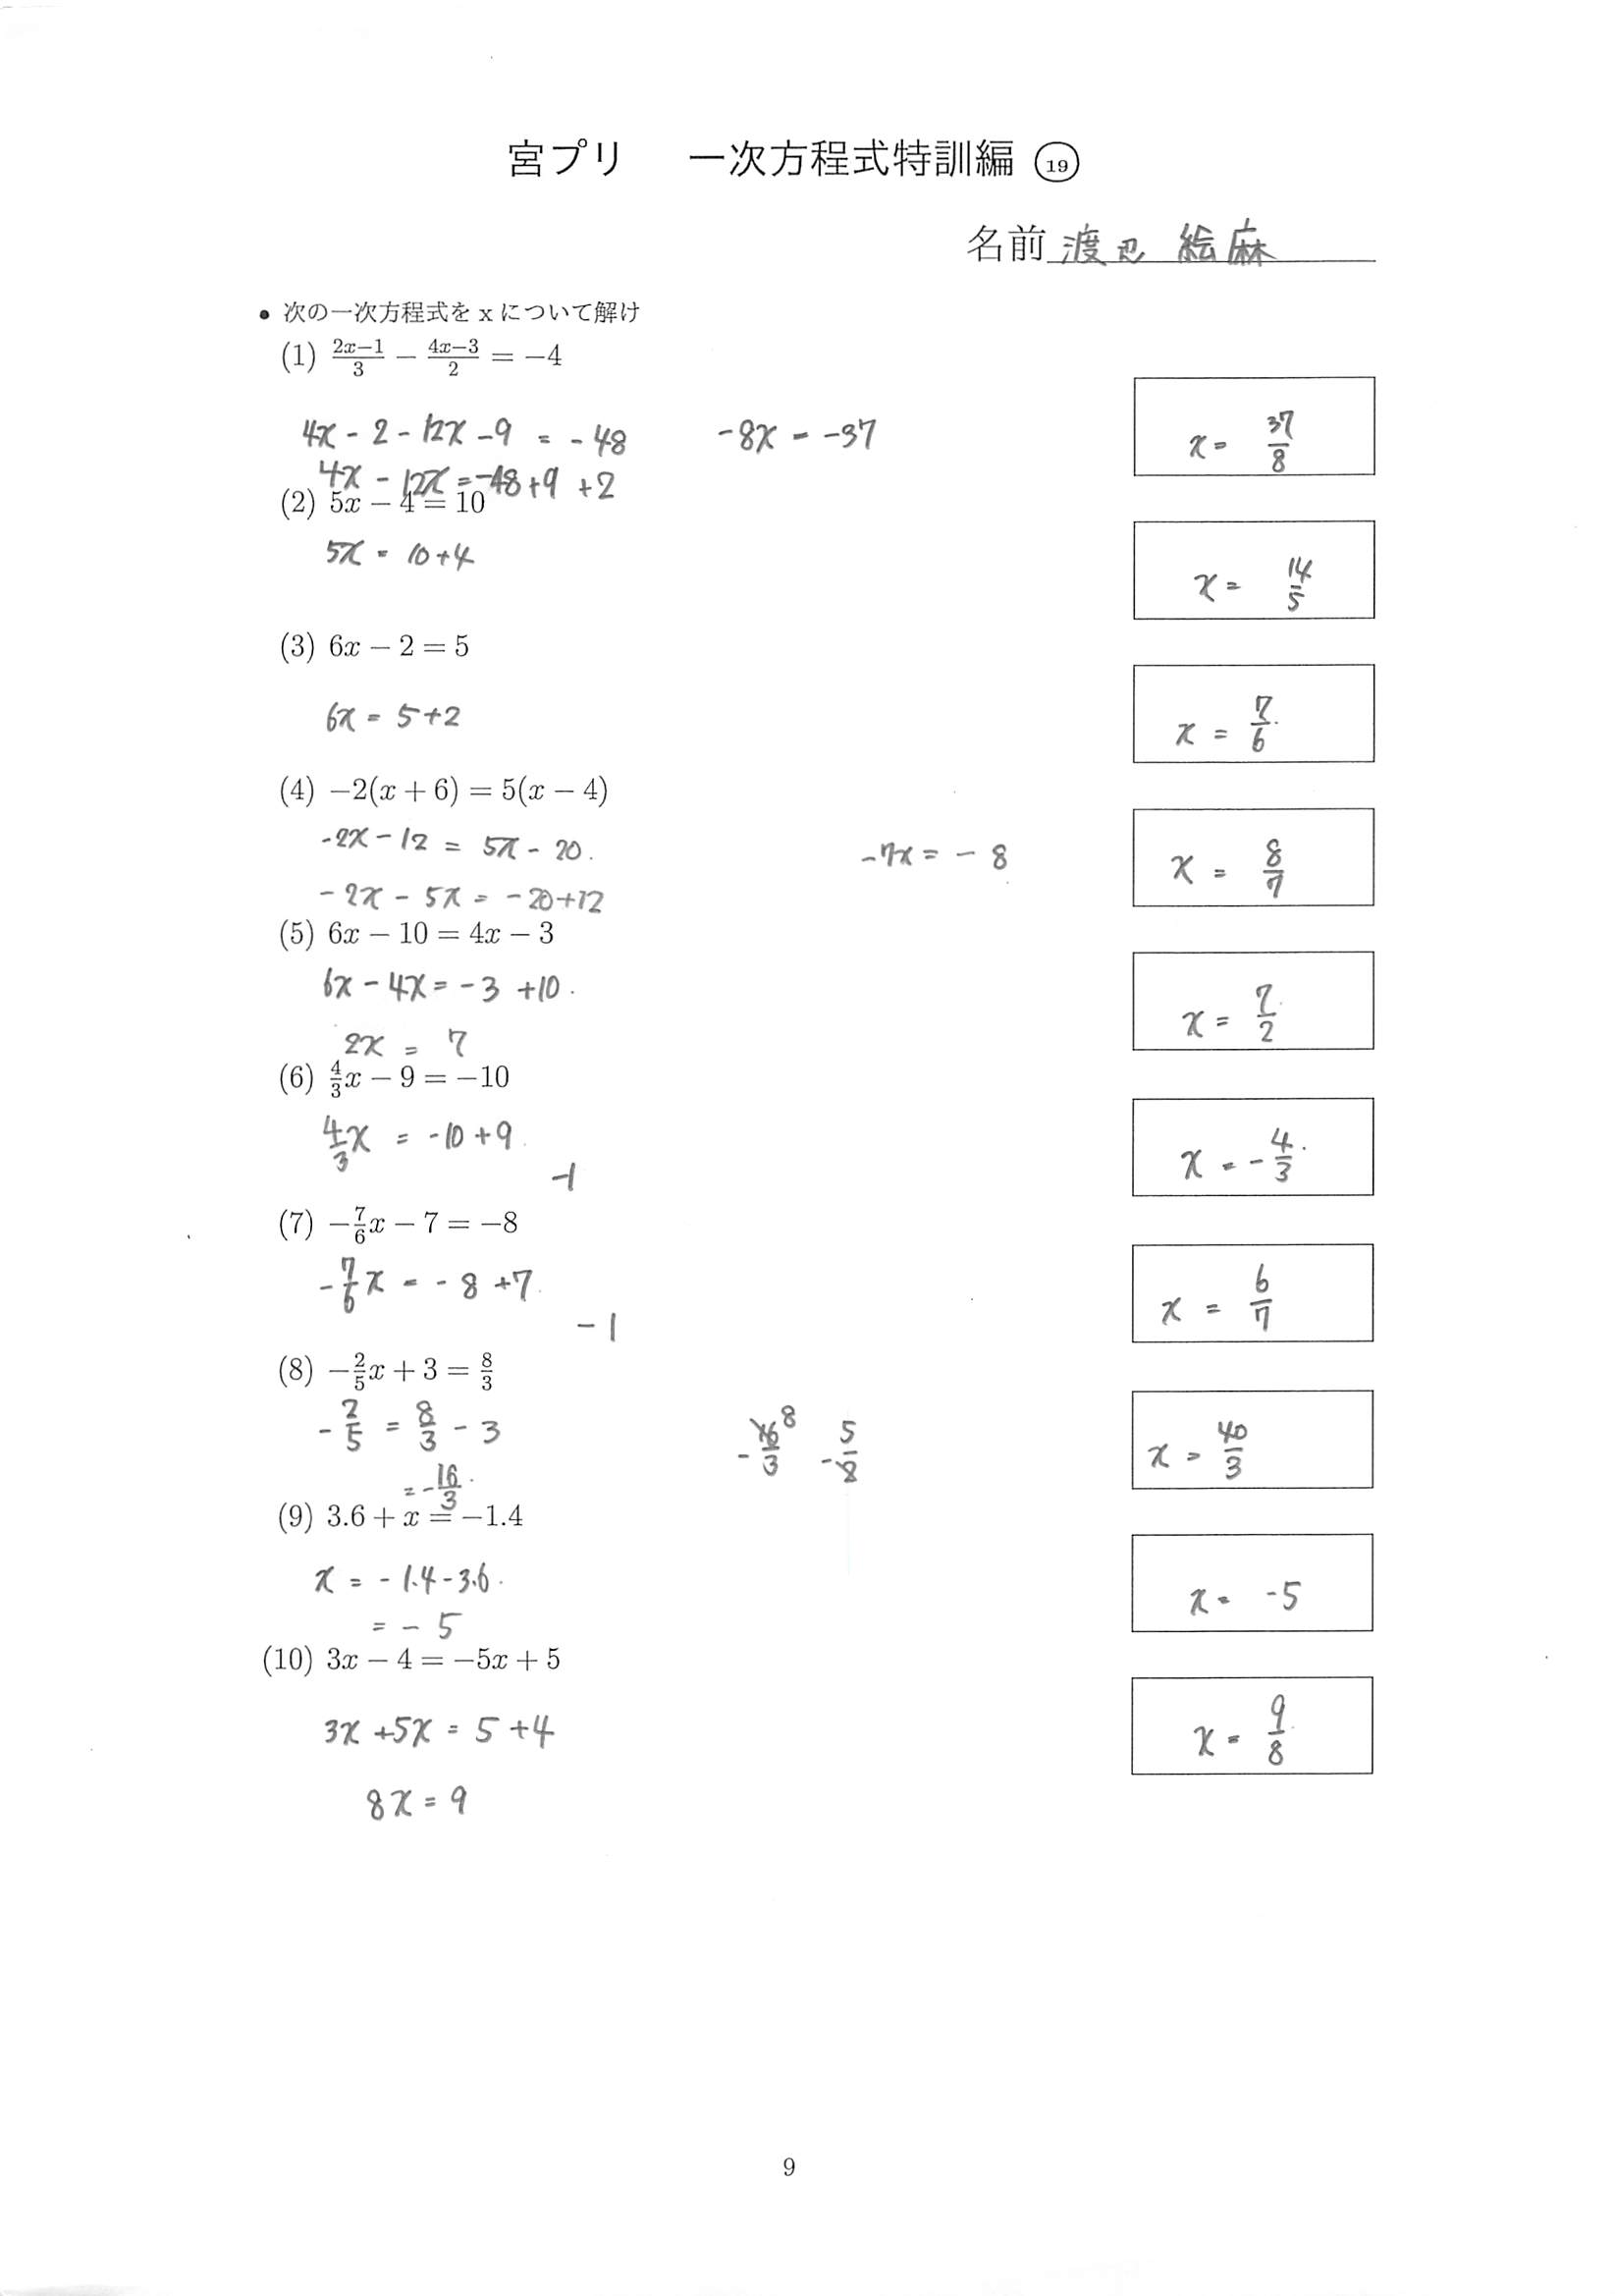 宮プリ 一次方程式特訓編 ⑲
名前 渡辺 絵麻
• 次の一次方程式を x について解け
(1) \frac{2x-1}{3} − \frac{4x-3}{2} = −4
4x - 2 - 12x - 9 = - 48
-8x = -37
x = \frac{37}{8}
4x - 12x = -48 + 9 + 2
(2) 5x − 4 = 10
5x = 10 + 4
x = \frac{14}{5}
(3) 6x − 2 = 5
6x = 5 + 2
x = \frac{7}{6}
(4) −2(x + 6) = 5(x − 4)
-2x - 12 = 5x - 20
-7x = - 8
x = \frac{8}{7}
- 2x - 5x = - 20 + 12
(5) 6x − 10 = 4x − 3
6x - 4x = - 3 + 10
x = \frac{7}{2}
2x = 7
(6) \frac{4}{3}x − 9 = −10
\frac{4}{3}x = -10 + 9
-1
x = -\frac{4}{3}
(7) −\frac{7}{6}x − 7 = −8
-\frac{7}{6}x = - 8 + 7
- 1
x = \frac{6}{7}
(8) −\frac{2}{5}x + 3 = \frac{8}{3}
-\frac{2}{5} = \frac{8}{3} - 3
-\frac{16}{3} 8 -\frac{5}{2}
x = \frac{40}{3}
= -\frac{16}{3}
(9) 3.6 + x = −1.4
x = - 1.4 - 3.6
x = -5
= - 5
(10) 3x − 4 = −5x + 5
3x + 5x = 5 + 4
x = \frac{9}{8}
8x = 9
9